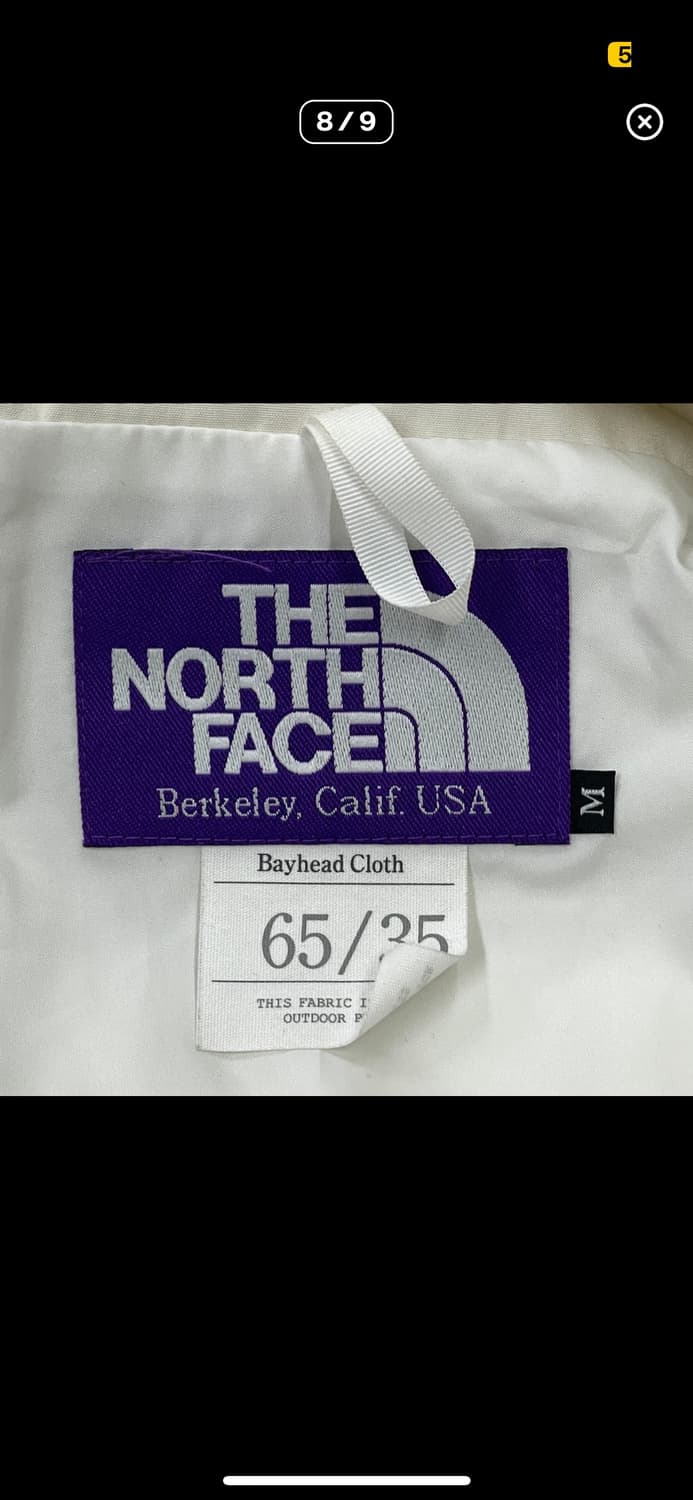 5
8/9
THE
NORTH
FACE
Berkeley, Calif. USA
M
Bayhead Cloth
65/35
THIS FABRIC
OUTDOOR